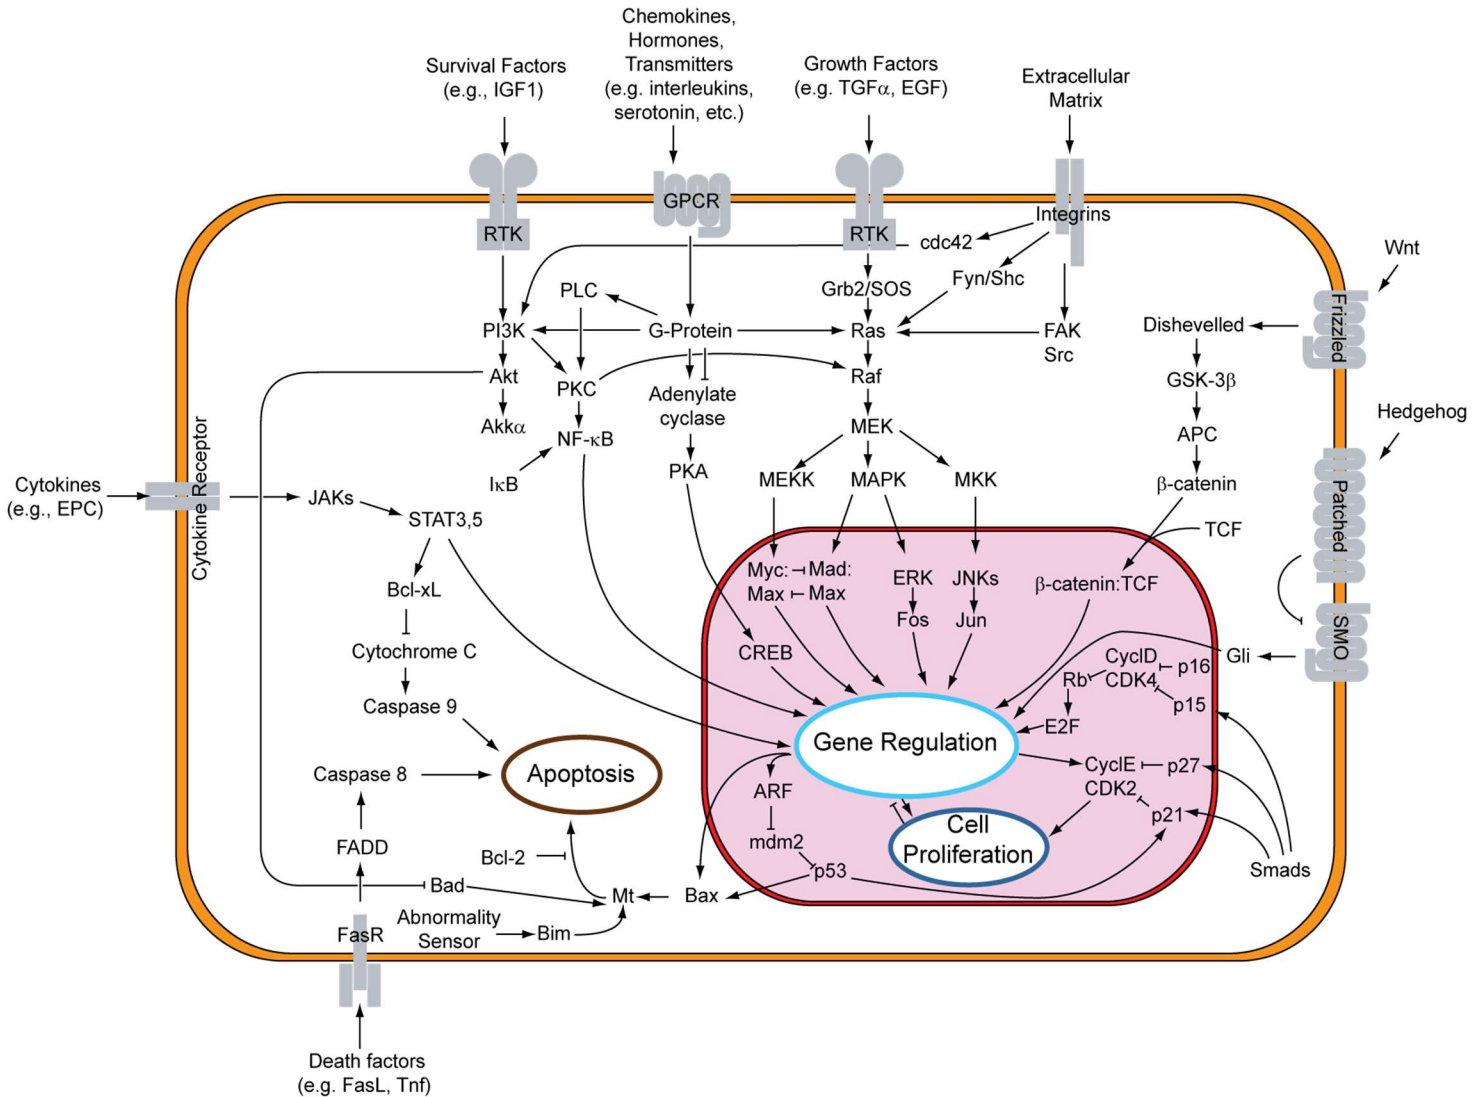 Chemokines,
Hormones,
Transmitters
(e.g. interleukins,
serotonin, etc.)
Survival Factors
(e.g., IGF1)
Growth Factors
(e.g. TGFα, EGF)
Extracellular
Matrix
GPCR
RTK
RTK
Integrins
cdc42
Wnt
Fyn/Shc
PLC
Grb2/SOS
Frizzled
Dishevelled
PI3K
G-Protein
Ras
FAK
Src
Akt
PKC
Adenylate
cyclase
Raf
GSK-3β
Hedgehog
Akkα
NF-κB
MEK
APC
IκB
PKA
MEKK
MAPK
MKK
β-catenin
Patched
Cytokines
(e.g., EPC)
Cytokine Receptor
JAKs
STAT3,5
TCF
Bcl-xL
Myc:
Mad:
Max
Max
ERK
JNKs
β-catenin:TCF
Fos
Jun
SMO
Cytochrome C
CREB
CyclD
CDK4
p16
Gli
Rb
p15
Caspase 9
E2F
Gene Regulation
Caspase 8
Apoptosis
CyclE
CDK2
p27
ARF
p21
FADD
Bcl-2
mdm2
Cell
Proliferation
p53
Smads
Bad
Mt
Bax
Abnormality
Sensor
Bim
FasR
Death factors
(e.g. FasL, Tnf)